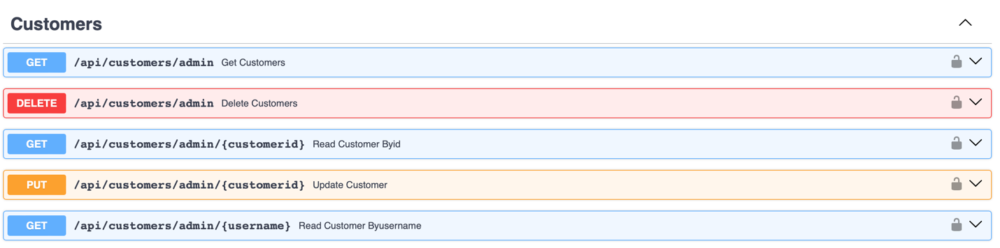 Customers
GET /api/customers/admin Get Customers
DELETE /api/customers/admin Delete Customers
GET /api/customers/admin/{customerid} Read Customer Byid
PUT /api/customers/admin/{customerid} Update Customer
GET /api/customers/admin/{username} Read Customer Byusername